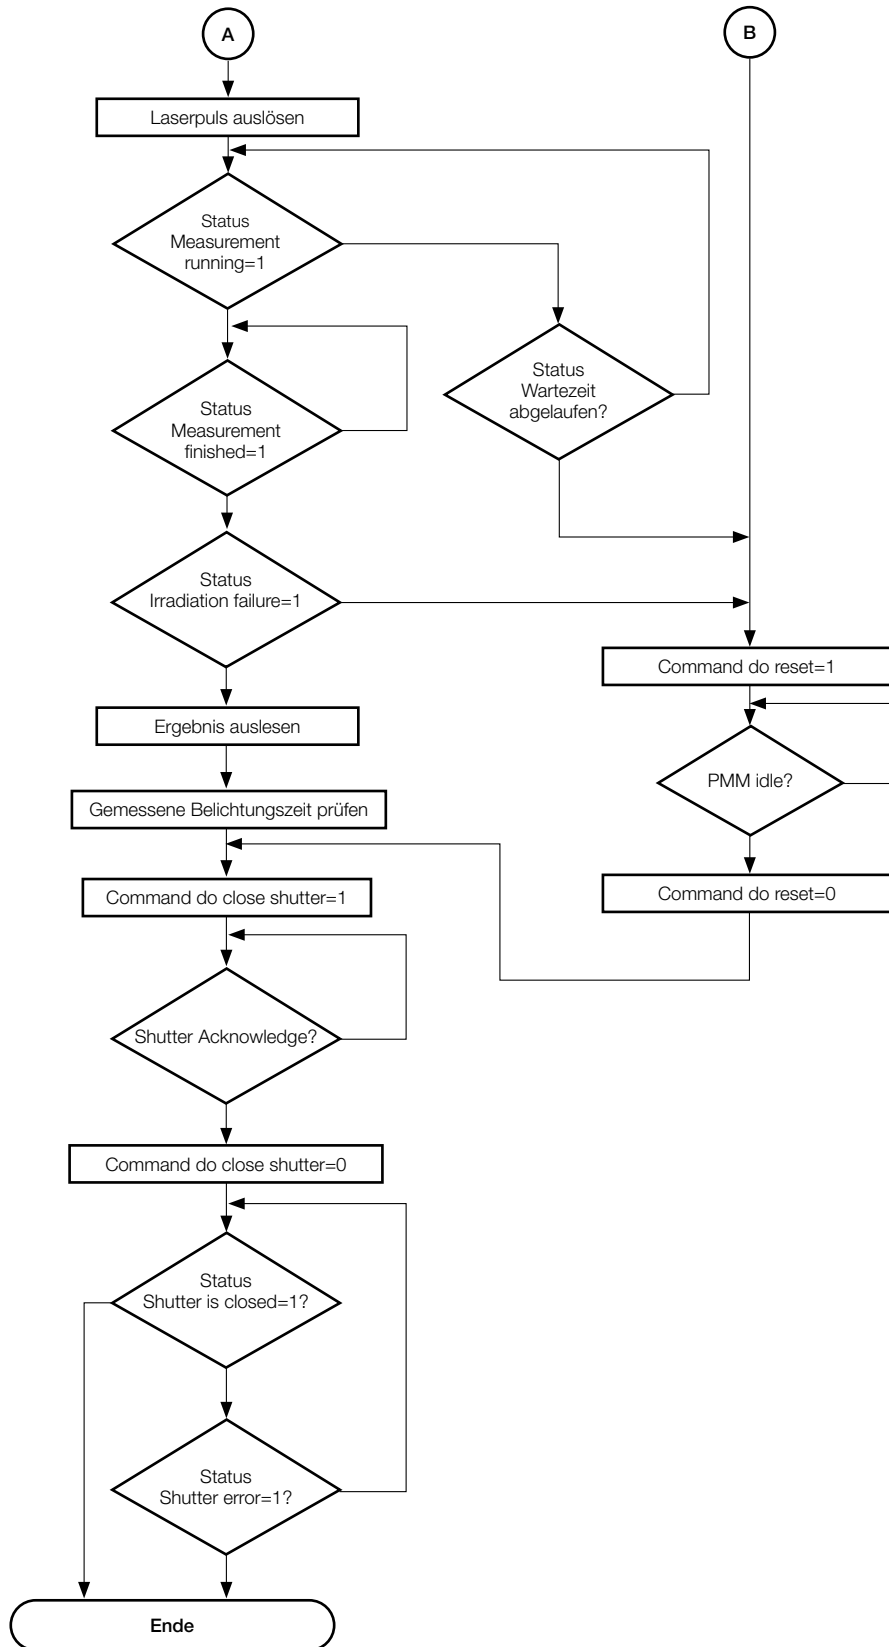 A
B
Laserpuls auslösen
Status
Measurement
running=1
Status
Wartezeit
abgelaufen?
Status
Measurement
finished=1
Status
Irradiation failure=1
Command do reset=1
Ergebnis auslesen
PMM idle?
Gemessene Belichtungszeit prüfen
Command do close shutter=1
Command do reset=0
Shutter Acknowledge?
Command do close shutter=0
Status
Shutter is closed=1?
Status
Shutter error=1?
Ende